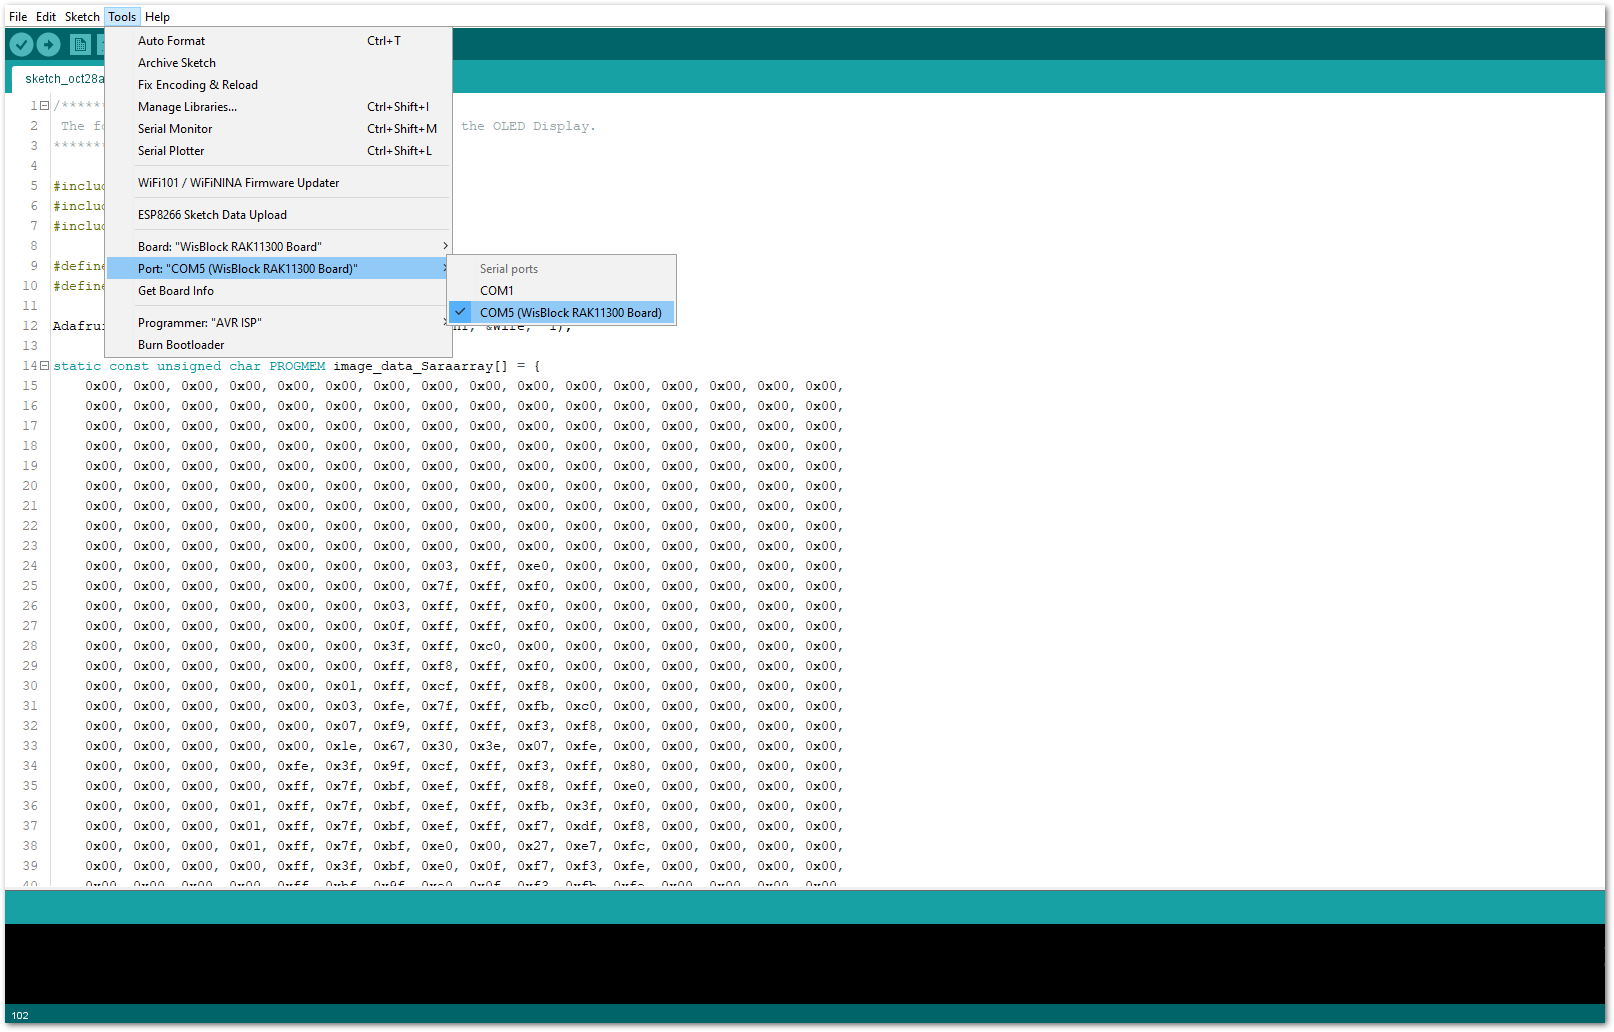 File Edit Sketch Tools Help
Auto Format Ctrl+T
Archive Sketch
Fix Encoding & Reload
Manage Libraries... Ctrl+Shift+I
Serial Monitor Ctrl+Shift+M
Serial Plotter Ctrl+Shift+L
WiFi101 / WiFiNINA Firmware Updater
ESP8266 Sketch Data Upload
Board: "WisBlock RAK11300 Board"
Port: "COM5 (WisBlock RAK11300 Board)"
Get Board Info
Programmer: "AVR ISP"
Burn Bootloader
Serial ports
COM1
COM5 (WisBlock RAK11300 Board)
sketch_oct28a
1 /******
2 The the OLED Display.
3 ******
4
5 #includ
6 #includ
7 #includ
8
9 #define
10 #define
11
12 Adafrui
13
14 static const unsigned char PROGMEM image_data_Saraarray[] = {
15 0x00, 0x00, 0x00, 0x00, 0x00, 0x00, 0x00, 0x00, 0x00, 0x00, 0x00, 0x00, 0x00, 0x00, 0x00, 0x00,
16 0x00, 0x00, 0x00, 0x00, 0x00, 0x00, 0x00, 0x00, 0x00, 0x00, 0x00, 0x00, 0x00, 0x00, 0x00, 0x00,
17 0x00, 0x00, 0x00, 0x00, 0x00, 0x00, 0x00, 0x00, 0x00, 0x00, 0x00, 0x00, 0x00, 0x00, 0x00, 0x00,
18 0x00, 0x00, 0x00, 0x00, 0x00, 0x00, 0x00, 0x00, 0x00, 0x00, 0x00, 0x00, 0x00, 0x00, 0x00, 0x00,
19 0x00, 0x00, 0x00, 0x00, 0x00, 0x00, 0x00, 0x00, 0x00, 0x00, 0x00, 0x00, 0x00, 0x00, 0x00, 0x00,
20 0x00, 0x00, 0x00, 0x00, 0x00, 0x00, 0x00, 0x00, 0x00, 0x00, 0x00, 0x00, 0x00, 0x00, 0x00, 0x00,
21 0x00, 0x00, 0x00, 0x00, 0x00, 0x00, 0x00, 0x00, 0x00, 0x00, 0x00, 0x00, 0x00, 0x00, 0x00, 0x00,
22 0x00, 0x00, 0x00, 0x00, 0x00, 0x00, 0x00, 0x00, 0x00, 0x00, 0x00, 0x00, 0x00, 0x00, 0x00, 0x00,
23 0x00, 0x00, 0x00, 0x00, 0x00, 0x00, 0x00, 0x00, 0x00, 0x00, 0x00, 0x00, 0x00, 0x00, 0x00, 0x00,
24 0x00, 0x00, 0x00, 0x00, 0x00, 0x00, 0x00, 0x03, 0xff, 0xe0, 0x00, 0x00, 0x00, 0x00, 0x00, 0x00,
25 0x00, 0x00, 0x00, 0x00, 0x00, 0x00, 0x00, 0x7f, 0xff, 0xf0, 0x00, 0x00, 0x00, 0x00, 0x00, 0x00,
26 0x00, 0x00, 0x00, 0x00, 0x00, 0x00, 0x03, 0xff, 0xff, 0xf0, 0x00, 0x00, 0x00, 0x00, 0x00, 0x00,
27 0x00, 0x00, 0x00, 0x00, 0x00, 0x00, 0x0f, 0xff, 0xff, 0xf0, 0x00, 0x00, 0x00, 0x00, 0x00, 0x00,
28 0x00, 0x00, 0x00, 0x00, 0x00, 0x00, 0x3f, 0xff, 0xc0, 0x00, 0x00, 0x00, 0x00, 0x00, 0x00, 0x00,
29 0x00, 0x00, 0x00, 0x00, 0x00, 0x00, 0xff, 0xf8, 0xff, 0xf0, 0x00, 0x00, 0x00, 0x00, 0x00, 0x00,
30 0x00, 0x00, 0x00, 0x00, 0x00, 0x01, 0xff, 0xcf, 0xff, 0xf8, 0x00, 0x00, 0x00, 0x00, 0x00, 0x00,
31 0x00, 0x00, 0x00, 0x00, 0x00, 0x03, 0xfe, 0x7f, 0xff, 0xfb, 0xc0, 0x00, 0x00, 0x00, 0x00, 0x00,
32 0x00, 0x00, 0x00, 0x00, 0x00, 0x07, 0xf9, 0xff, 0xff, 0xf3, 0xf8, 0x00, 0x00, 0x00, 0x00, 0x00,
33 0x00, 0x00, 0x00, 0x00, 0x00, 0x1e, 0x67, 0x30, 0x3e, 0x07, 0xfe, 0x00, 0x00, 0x00, 0x00, 0x00,
34 0x00, 0x00, 0x00, 0x00, 0xfe, 0x3f, 0x9f, 0xcf, 0xff, 0xf3, 0xff, 0x80, 0x00, 0x00, 0x00, 0x00,
35 0x00, 0x00, 0x00, 0x00, 0xff, 0x7f, 0xbf, 0xef, 0xff, 0xf8, 0xff, 0xe0, 0x00, 0x00, 0x00, 0x00,
36 0x00, 0x00, 0x00, 0x01, 0xff, 0x7f, 0xbf, 0xef, 0xff, 0xfb, 0x3f, 0xf0, 0x00, 0x00, 0x00, 0x00,
37 0x00, 0x00, 0x00, 0x01, 0xff, 0x7f, 0xbf, 0xef, 0xff, 0xf7, 0xdf, 0xf8, 0x00, 0x00, 0x00, 0x00,
38 0x00, 0x00, 0x00, 0x01, 0xff, 0x7f, 0xbf, 0xe0, 0x00, 0x27, 0xe7, 0xfc, 0x00, 0x00, 0x00, 0x00,
39 0x00, 0x00, 0x00, 0x00, 0xff, 0x3f, 0xbf, 0xe0, 0x0f, 0xf7, 0xf3, 0xfe, 0x00, 0x00, 0x00, 0x00,
102